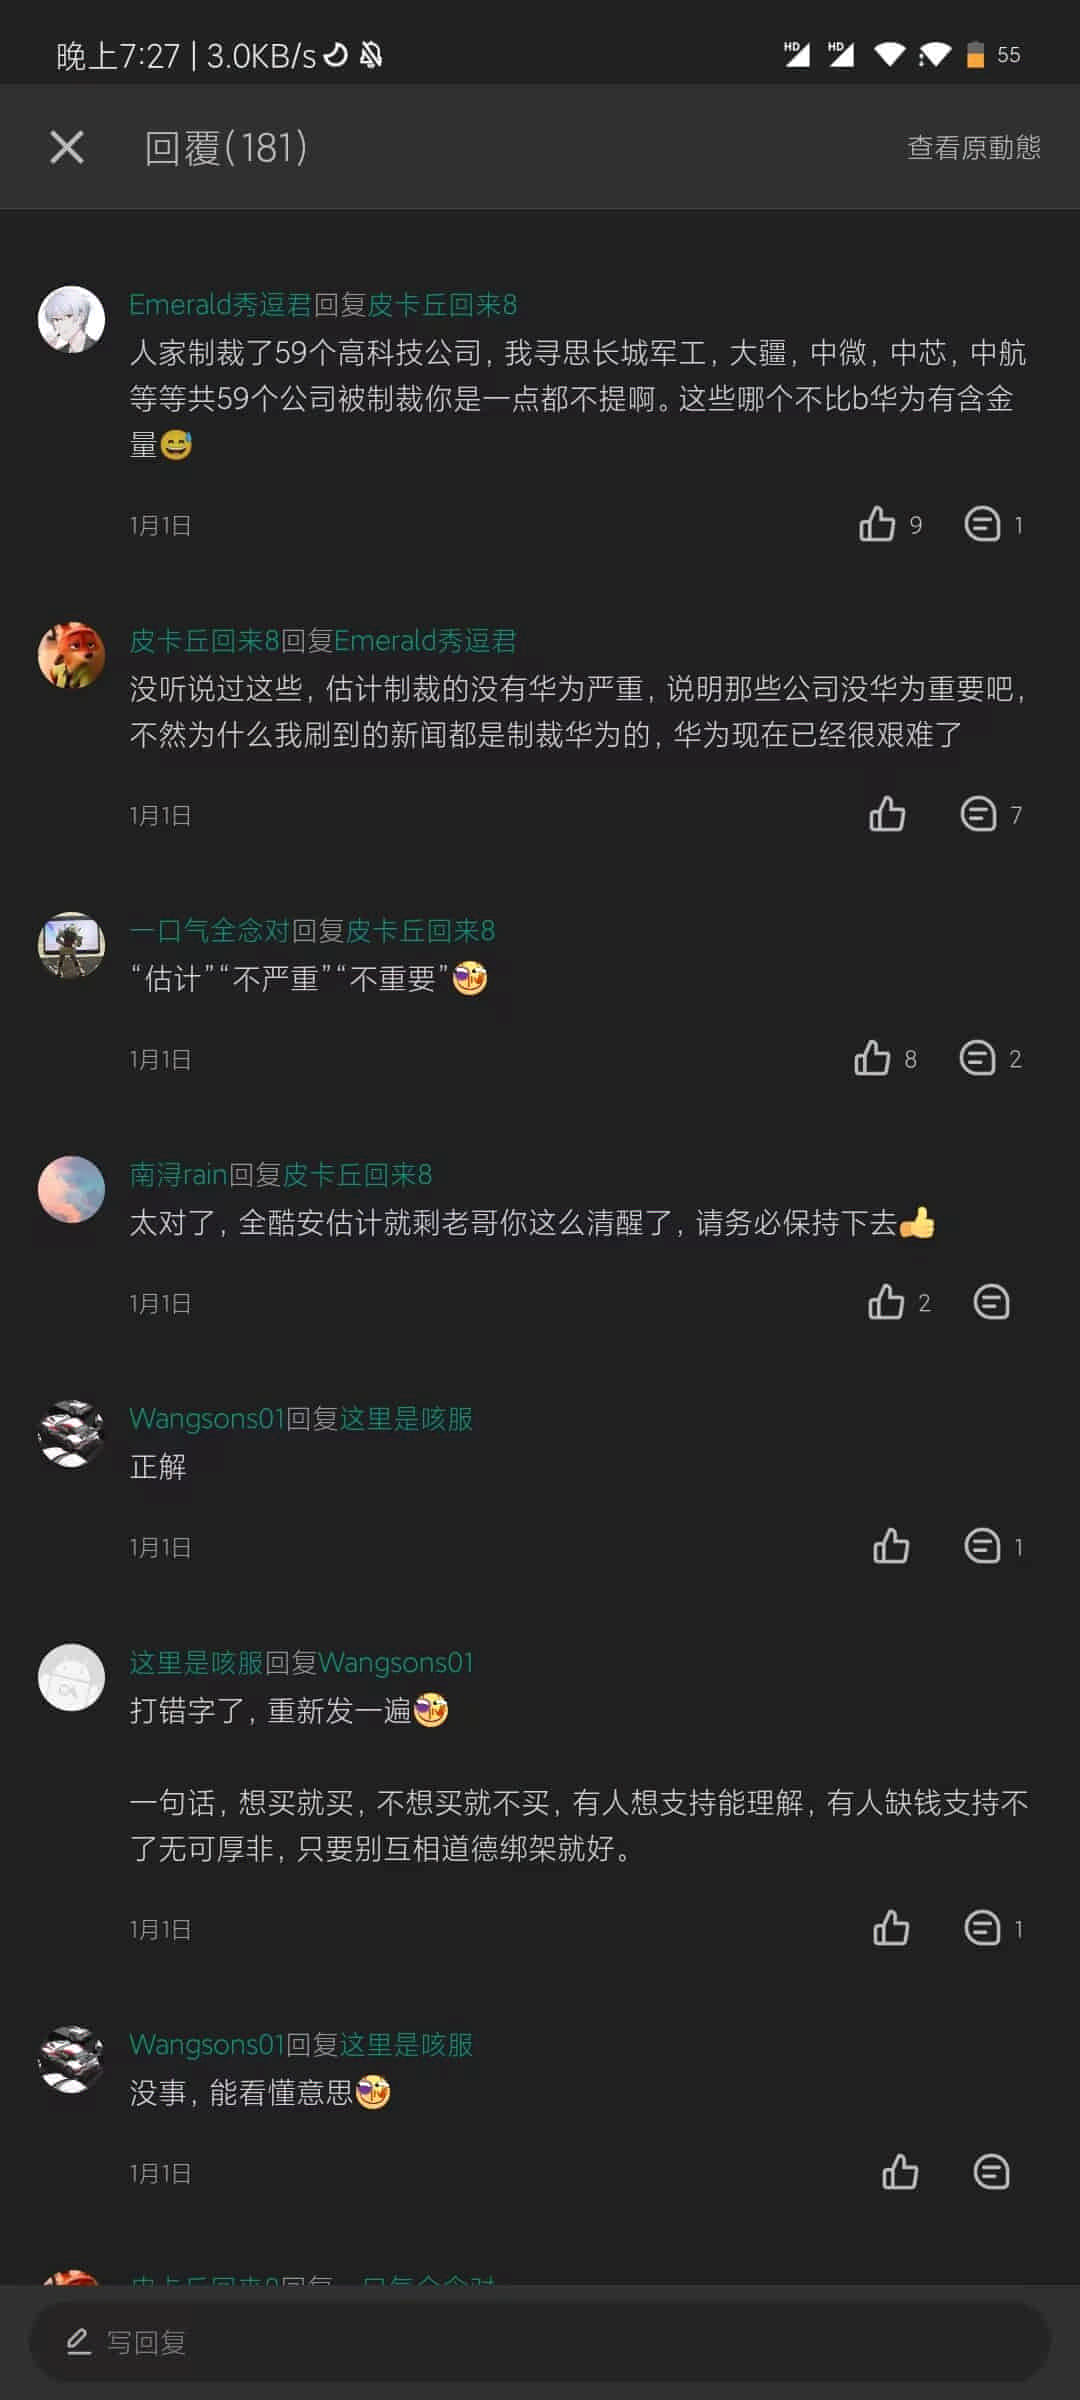 晚上7:27 | 3.0KB/s
HD HD 55
回覆(181)
查看原動態
Emerald秀逗君回复皮卡丘回来8
人家制裁了59个高科技公司，我寻思长城军工，大疆，中微，中芯，中航
等等共59个公司被制裁你是一点都不提啊。这些哪个不比b华为有含金
量😅
1月1日
9
1
皮卡丘回来8回复Emerald秀逗君
没听说过这些，估计制裁的没有华为严重，说明那些公司没华为重要吧，
不然为什么我刷到的新闻都是制裁华为的，华为现在已经很艰难了
1月1日
7
一口气全念对回复皮卡丘回来8
“估计”“不严重”“不重要”
1月1日
8
2
南浔rain回复皮卡丘回来8
太对了，全酷安估计就剩老哥你这么清醒了，请务必保持下去👍
1月1日
2
Wangsons01回复这里是咳服
正解
1月1日
1
这里是咳服回复Wangsons01
打错字了，重新发一遍
一句话，想买就买，不想买就不买，有人想支持能理解，有人缺钱支持不
了无可厚非，只要别互相道德绑架就好。
1月1日
1
Wangsons01回复这里是咳服
没事，能看懂意思
1月1日
皮卡丘回来8回复一口气全念对
写回复